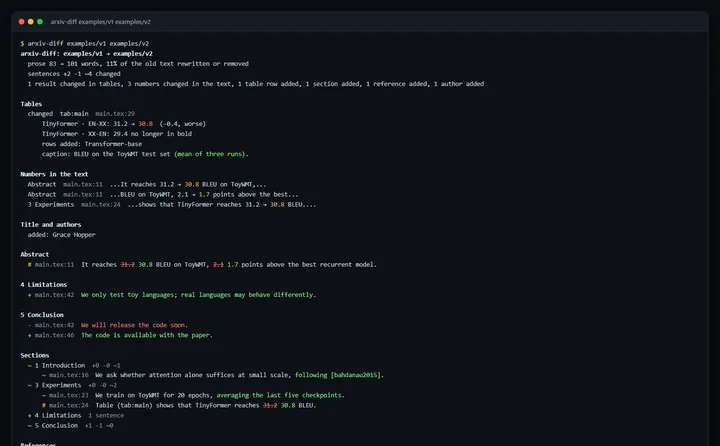 arxiv-diff examples/v1 examples/v2
$ arxiv-diff examples/v1 examples/v2
arxiv-diff: examples/v1 → examples/v2
prose 83 → 101 words, 11% of the old text rewritten or removed
sentences +2 -1 ~4 changed
1 result changed in tables, 3 numbers changed in the text, 1 table row added, 1 section added, 1 reference added, 1 author added
Tables
changed tab:main main.tex:29
TinyFormer · EN-XX: 31.2 → 30.8 (-0.4, worse)
TinyFormer · XX-EN: 29.4 no longer in bold
rows added: Transformer-base
caption: BLEU on the ToyWMT test set (mean of three runs).
Numbers in the text
Abstract main.tex:11 ...It reaches 31.2 → 30.8 BLEU on ToyWMT,...
Abstract main.tex:11 ...BLEU on ToyWMT, 2.1 → 1.7 points above the best...
3 Experiments main.tex:24 ...shows that TinyFormer reaches 31.2 → 30.8 BLEU....
Title and authors
added: Grace Hopper
Abstract
# main.tex:11 It reaches 31.2 30.8 BLEU on ToyWMT, 2.1 1.7 points above the best recurrent model.
4 Limitations
+ main.tex:42 We only test toy languages; real languages may behave differently.
5 Conclusion
- main.tex:42 We will release the code soon.
+ main.tex:46 The code is available with the paper.
Sections
~ 1 Introduction +0 -0 ~1
~ main.tex:16 We ask whether attention alone suffices at small scale, following [bahdanau2015].
~ 3 Experiments +0 -0 ~2
~ main.tex:23 We train on ToyWMT for 20 epochs, averaging the last five checkpoints.
# main.tex:24 Table (tab:main) shows that TinyFormer reaches 31.2 30.8 BLEU.
+ 4 Limitations 1 sentence
~ 5 Conclusion +1 -1 ~0
References